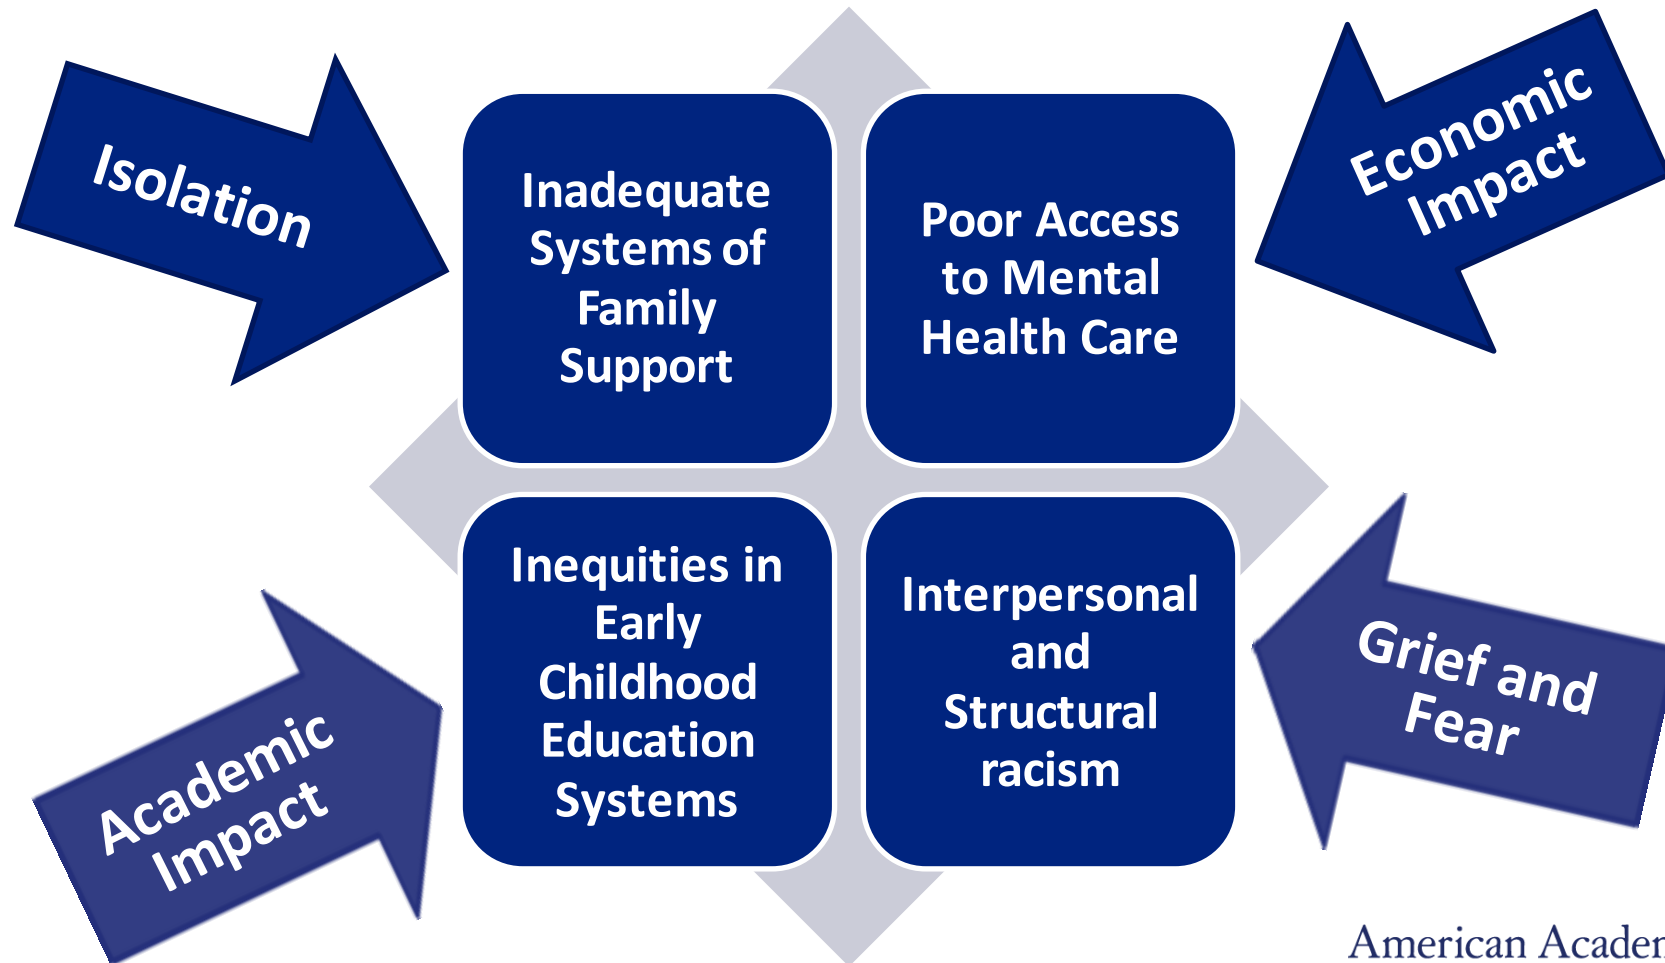 Isolation
Inadequate
Systems of
Family
Support
Poor Access
to Mental
Health Care
Economic
Impact
Academic
Impact
Inequities in
Early
Childhood
Education
Systems
Interpersonal
and
Structural
racism
Grief and
Fear
American